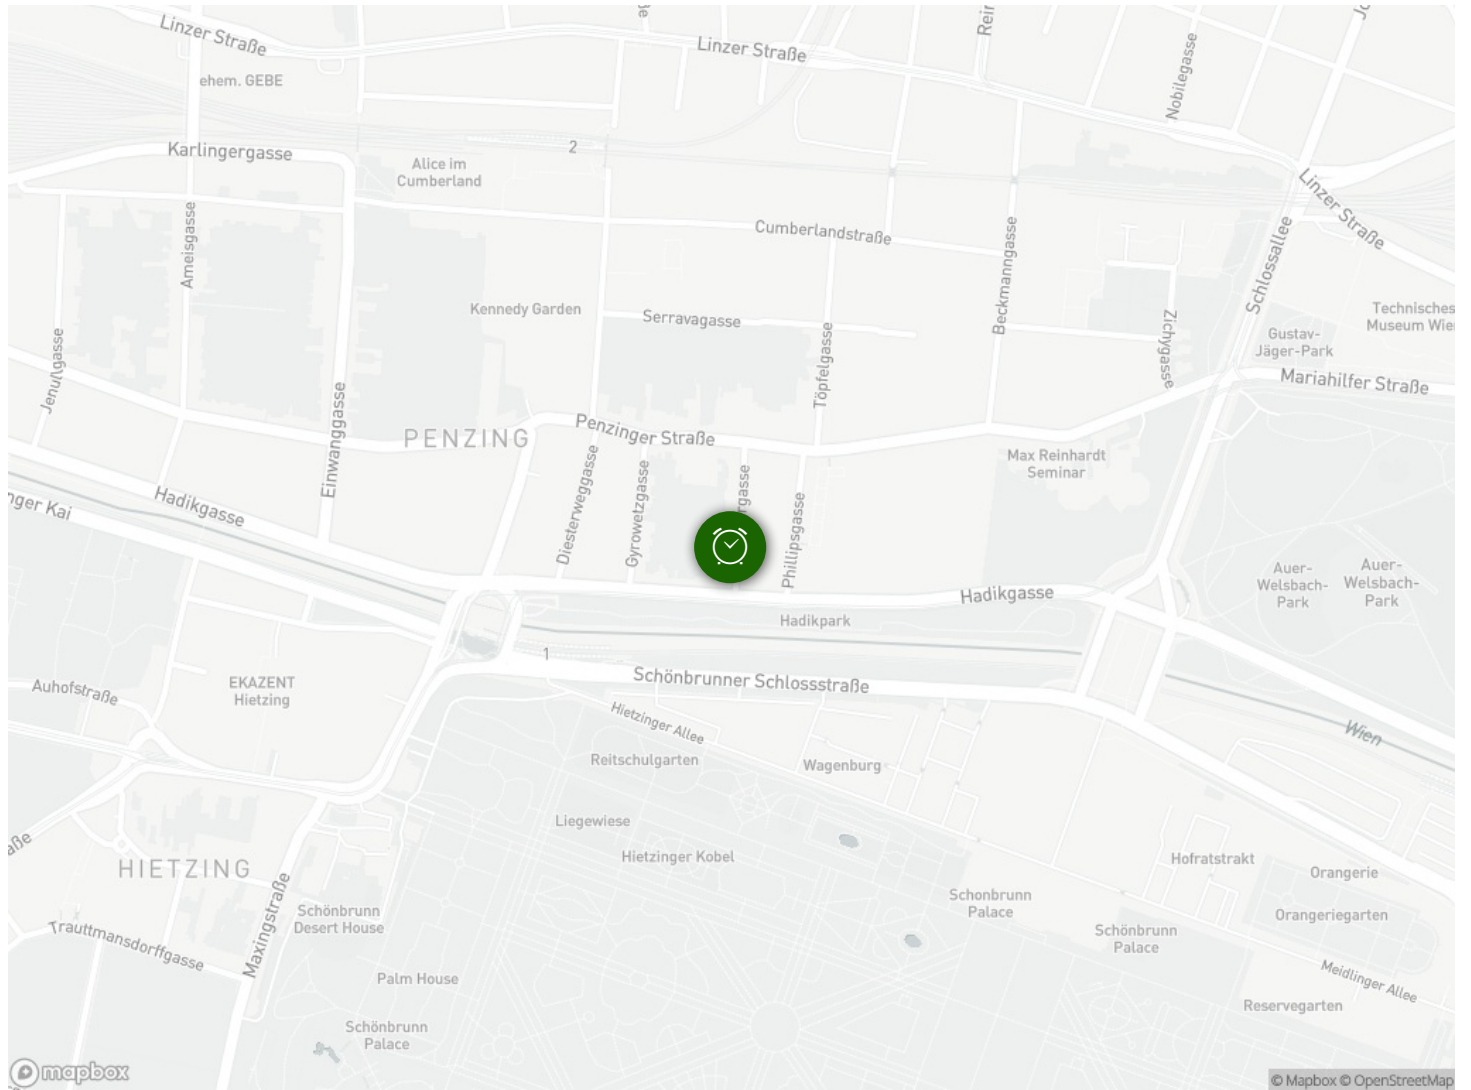 Linzer Straße
Linzer Straße
Nobilegasse
ehem. GEBE
Karlingergasse
2
Alice im
Cumberland
Linzer Straße
Ameisgasse
Cumberlandstraße
Beckmanngasse
Schlossallee
Kennedy Garden
Serravagasse
Töpfelgasse
Zichygasse
Technisches
Gustav-
Jäger-Park
Jenullgasse
Einwanggasse
Mariahilfer Straße
PENZING
Penzinger Straße
Max Reinhardt
Seminar
Hadikgasse
Diesterweggasse
Gyrowetzgasse
Phillipsgasse
Auer-
Welsbach-
Park
Auer-
Welsbach-
Park
Kai
Hadikgasse
Hadikpark
1
Schönbrunner Schlossstraße
Auhofstraße
EKAZENT
Hietzing
Hietzinger Allee
Wien
Reitschulgarten
Wagenburg
Liegewiese
Hietzinger Kobel
Hofratstrakt
HIETZING
Orangerie
Schonbrunn
Palace
Orangeriegarten
Maxingstraße
Schönbrunn
Desert House
Schönbrunn
Palace
Trauttmansdorffgasse
Palm House
Meidlinger Allee
Reservegarten
Schönbrunn
Palace
mapbox
© Mapbox © OpenStreetMap